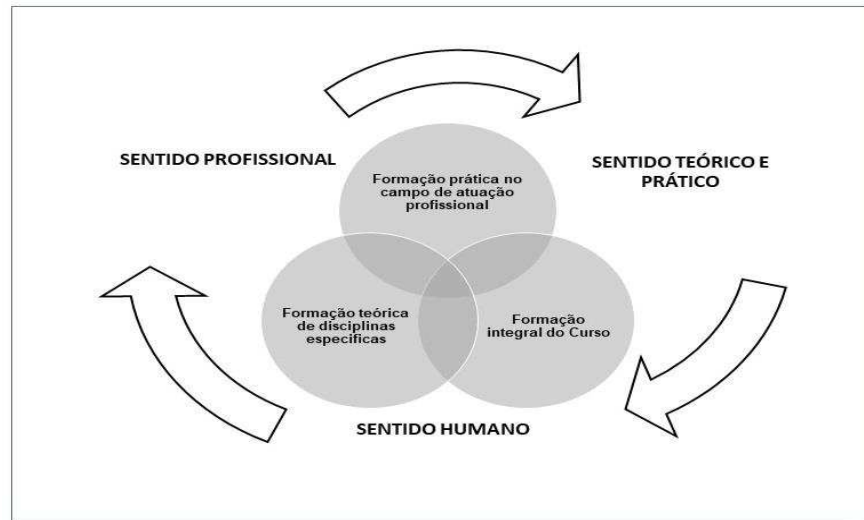 SENTIDO PROFISSIONAL
SENTIDO TEÓRICO E
PRÁTICO
Formação prática no
campo de atuação
profissional
Formação teórica
de disciplinas
especificas
Formação
integral do Curso
SENTIDO HUMANO